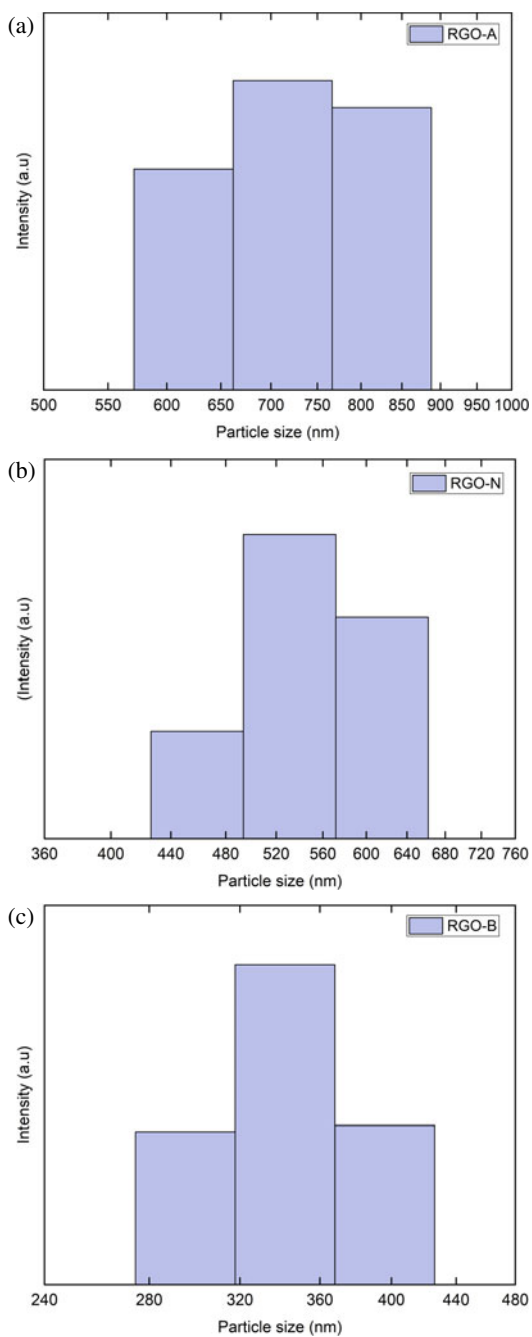 (a)
RGO-A
Intensity (a.u)
500 550 600 650 700 750 800 850 900 950 1000
Particle size (nm)
(b)
RGO-N
(Intensity (a.u)
360 400 440 480 520 560 600 640 680 720 760
Particle size (nm)
(c)
RGO-B
Intensity (a.u)
240 280 320 360 400 440 480
Particle size (nm)